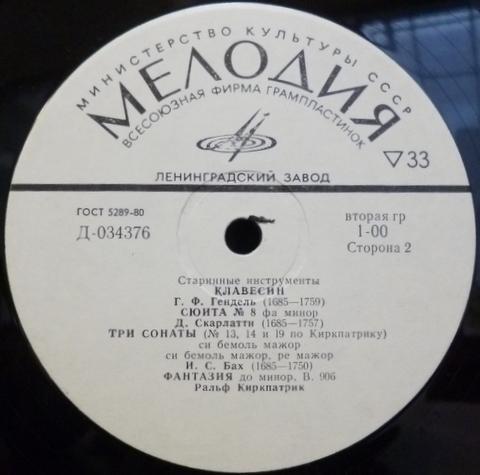 МИНИСТЕРСТВО КУЛЬТУРЫ СССР
МЕЛОДИЯ
ВСЕСОЮЗНАЯ ФИРМА ГРАМПЛАСТИНОК
▽33
ЛЕНИНГРАДСКИЙ ЗАВОД
ГОСТ 5289-80
Д-034376
вторая гр
1-00
Сторона 2
Старинные инструменты
КЛАВЕСИН
Г. Ф. Гендель (1685—1759)
СЮИТА № 8 фа минор
Д. Скарлатти (1685—1757)
ТРИ СОНАТЫ (№ 13, 14 и 19 по Киркпатрику)
си бемоль мажор
си бемоль мажор, ре мажор
И. С. Бах (1685—1750)
ФАНТАЗИЯ до минор, В. 906
Ральф Киркпатрик